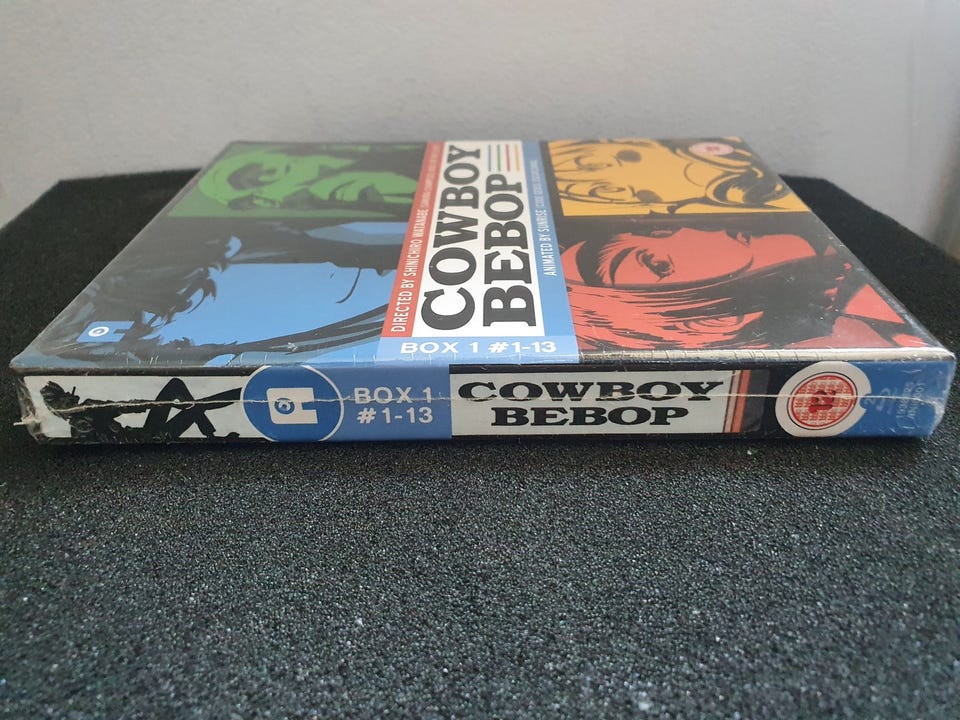 DIRECTED BY SHINICHIRO WATANABE
COWBOY
BEBOP
ANIMATED BY SUNRISE
BOX 1 #1-13
BOX 1
#1-13
COWBOY
BEBOP